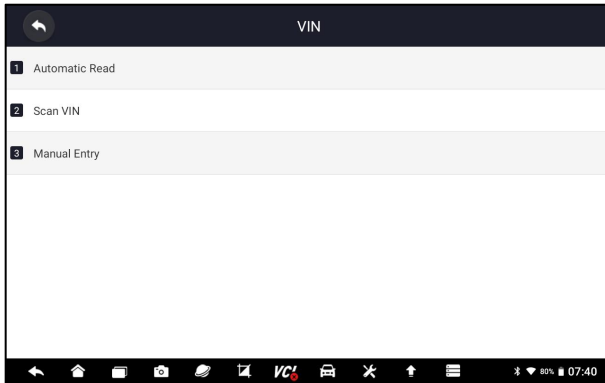 VIN
1 Automatic Read
2 Scan VIN
3 Manual Entry
VCI 80% 07:40